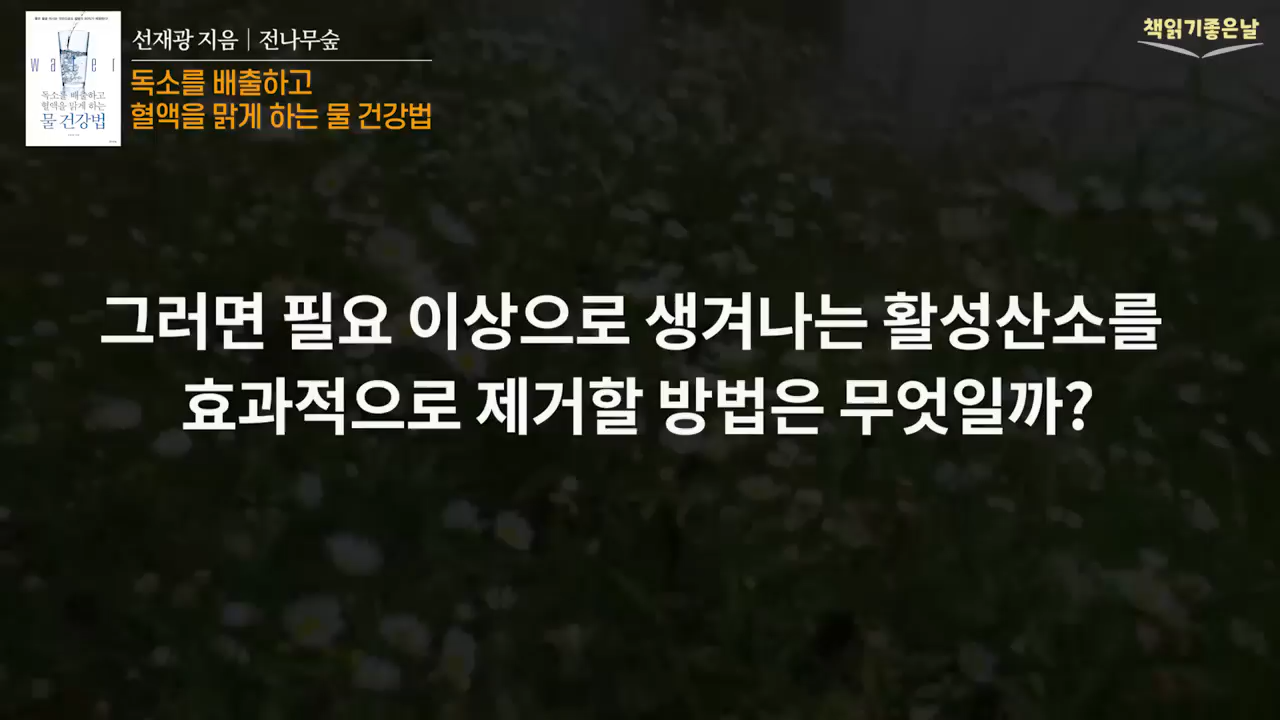 선재광 지음 | 전나무숲
독소를 배출하고
혈액을 맑게 하는 물 건강법
water
독소를 배출하고
혈액을 맑게 하는
물 건강법
책읽기좋은날
그러면 필요 이상으로 생겨나는 활성산소를
효과적으로 제거할 방법은 무엇일까?